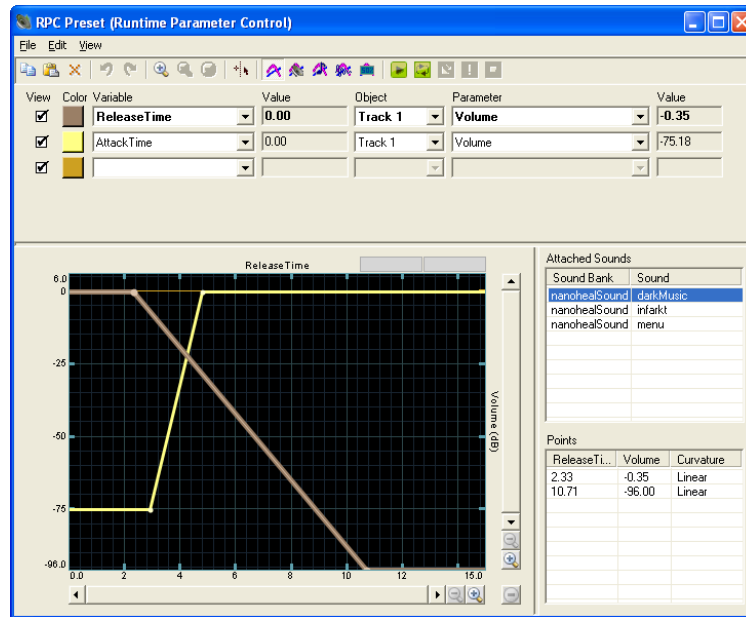 RPC Preset (Runtime Parameter Control)
File Edit View
View Color Variable Value Object Parameter Value
ReleaseTime 0.00 Track 1 Volume -0.35
AttackTime 0.00 Track 1 Volume -75.18
ReleaseTime
6.0
0
-25
-50
-75
-96.0
0.0 2 4 6 8 10 12 15.0
Volume (dB)
Attached Sounds
Sound Bank Sound
nanohealSound darkMusic
nanohealSound infarkt
nanohealSound menu
Points
ReleaseTi... Volume Curvature
2.33 -0.35 Linear
10.71 -96.00 Linear